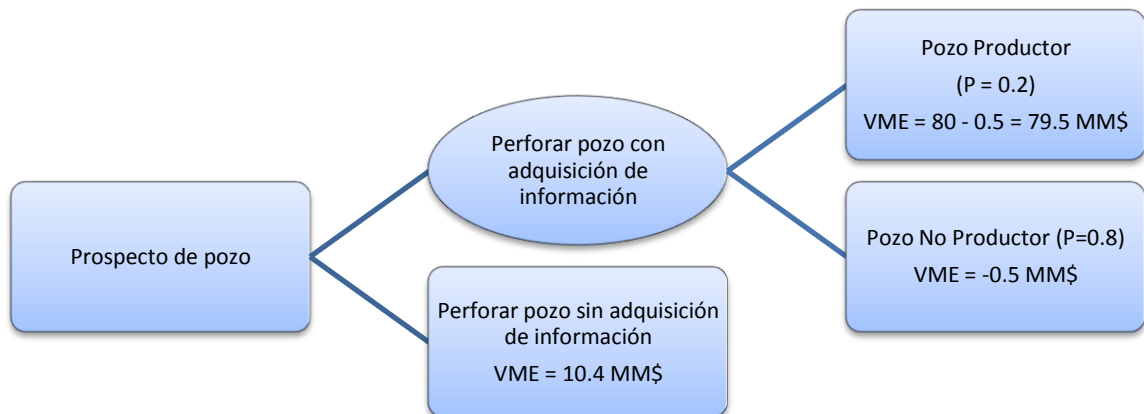 Prospecto de pozo
Perforar pozo con
adquisición de
información
Perforar pozo sin adquisición
de información
VME = 10.4 MM$
Pozo Productor
(P = 0.2)
VME = 80 - 0.5 = 79.5 MM$
Pozo No Productor (P=0.8)
VME = -0.5 MM$